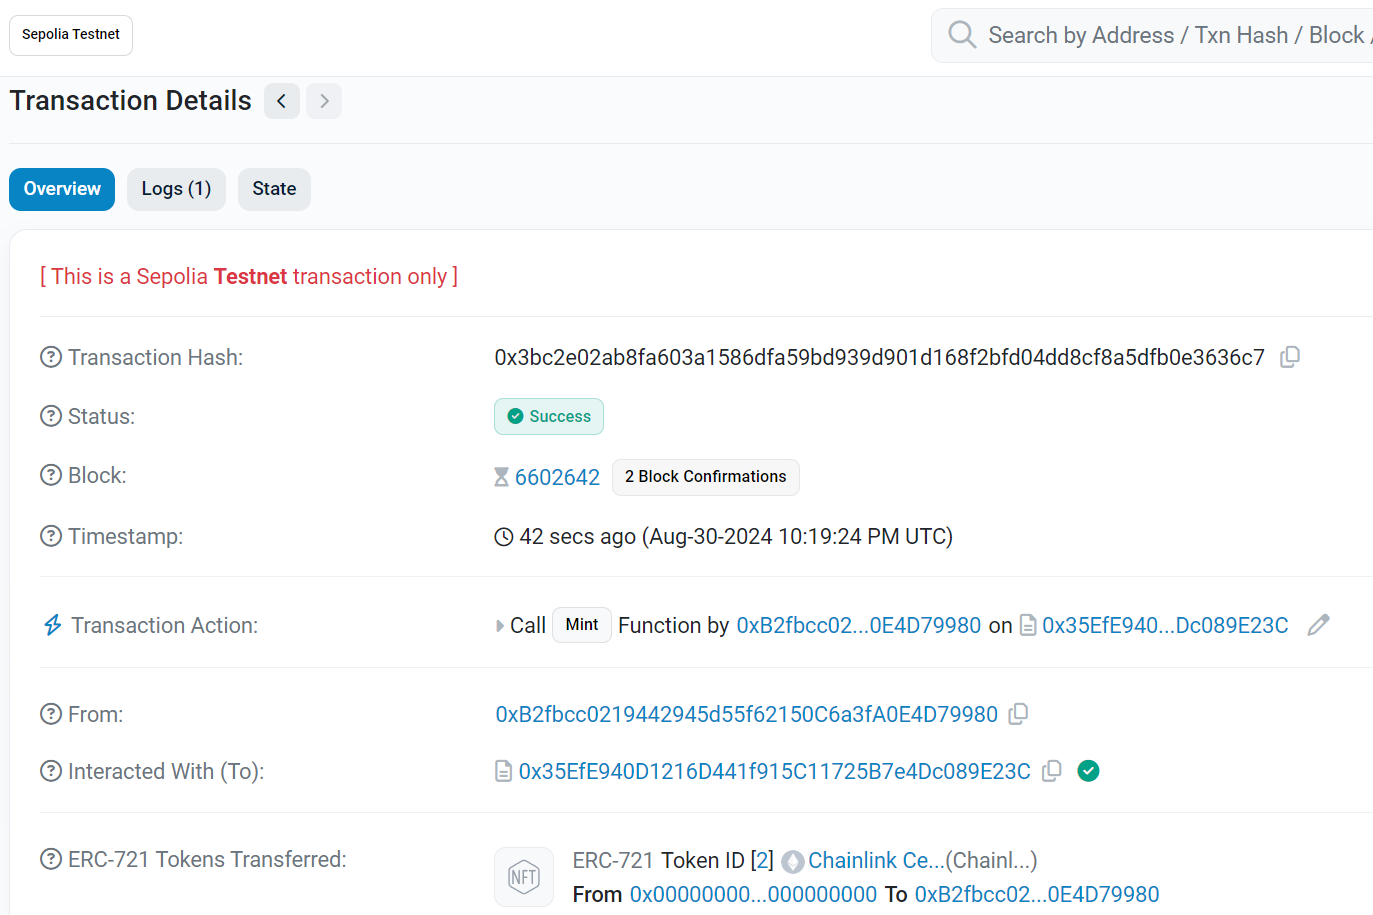 Sepolia Testnet
Search by Address / Txn Hash / Block /
Transaction Details
Overview
Logs (1)
State
[ This is a Sepolia Testnet transaction only ]
Transaction Hash: 0x3bc2e02ab8fa603a1586dfa59bd939d901d168f2bfd04dd8cf8a5dfb0e3636c7
Status: Success
Block: 6602642 2 Block Confirmations
Timestamp: 42 secs ago (Aug-30-2024 10:19:24 PM UTC)
Transaction Action: Call Mint Function by 0xB2fbcc02...0E4D79980 on 0x35EfE940...Dc089E23C
From: 0xB2fbcc0219442945d55f62150C6a3fA0E4D79980
Interacted With (To): 0x35EfE940D1216D441f915C11725B7e4Dc089E23C
ERC-721 Tokens Transferred: NFT ERC-721 Token ID [2] Chainlink Ce...(Chainl...)
From 0x00000000...000000000 To 0xB2fbcc02...0E4D79980